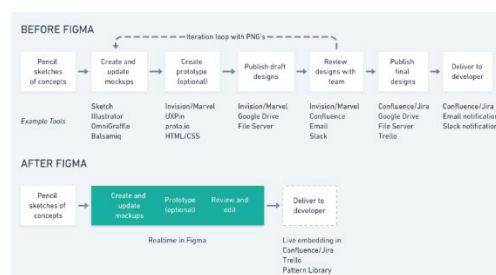 BEFORE FIGMA
Iteration loop with PNG's
Pencil
sketches
of concepts
Create and
update
mockups
Create
prototype
(optional)
Publish draft
designs
Review
designs with
team
Publish
final
designs
Deliver to
developer
Example Tools
Sketch
Illustrator
OmniGraffle
Balsamiq
Invision/Marvel
UXPin
proto.io
HTML/CSS
Invision/Marvel
Google Drive
File Server
Invision/Marvel
Confluence
Email
Slack
Confluence/Jira
Google Drive
File Server
Trello
Confluence/Jira
Email notification
Slack notification
AFTER FIGMA
Pencil
sketches of
concepts
Create and
update
mockups
Prototype
(optional)
Review and
edit
Deliver to
developer
Realtime in Figma
Live embedding in:
Confluence/Jira
Trello
Pattern Library